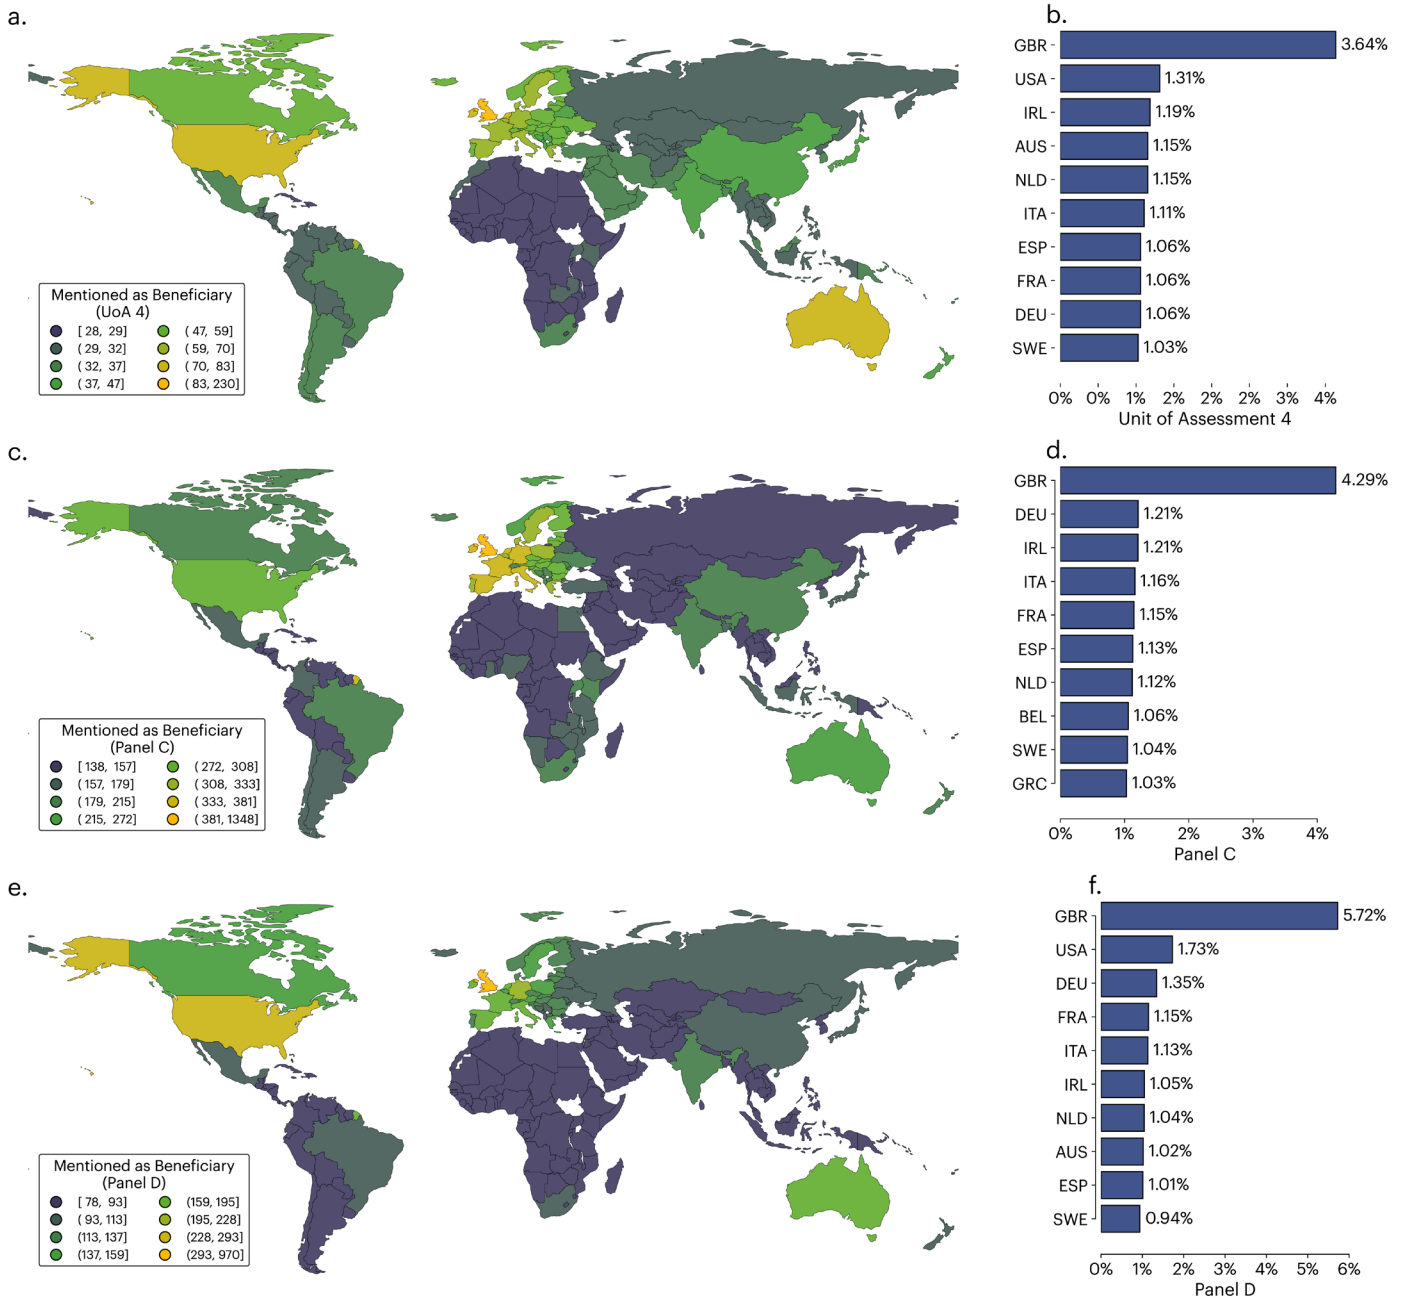 a.
Mentioned as Beneficiary
(UoA 4)
[ 28, 29] ( 47, 59]
( 29, 32] ( 59, 70]
( 32, 37] ( 70, 83]
( 37, 47] ( 83, 230]
b.
GBR 3.64%
USA 1.31%
IRL 1.19%
AUS 1.15%
NLD 1.15%
ITA 1.11%
ESP 1.06%
FRA 1.06%
DEU 1.06%
SWE 1.03%
0% 0% 1% 2% 2% 2% 3% 4%
Unit of Assessment 4
c.
Mentioned as Beneficiary
(Panel C)
[ 138, 157] ( 272, 308]
( 157, 179] ( 308, 333]
( 179, 215] ( 333, 381]
( 215, 272] ( 381, 1348]
d.
GBR 4.29%
DEU 1.21%
IRL 1.21%
ITA 1.16%
FRA 1.15%
ESP 1.13%
NLD 1.12%
BEL 1.06%
SWE 1.04%
GRC 1.03%
0% 1% 2% 3% 4%
Panel C
e.
Mentioned as Beneficiary
(Panel D)
[ 78, 93] (159, 195]
( 93, 113] (195, 228]
(113, 137] (228, 293]
(137, 159] (293, 970]
f.
GBR 5.72%
USA 1.73%
DEU 1.35%
FRA 1.15%
ITA 1.13%
IRL 1.05%
NLD 1.04%
AUS 1.02%
ESP 1.01%
SWE 0.94%
0% 1% 2% 3% 4% 5% 6%
Panel D